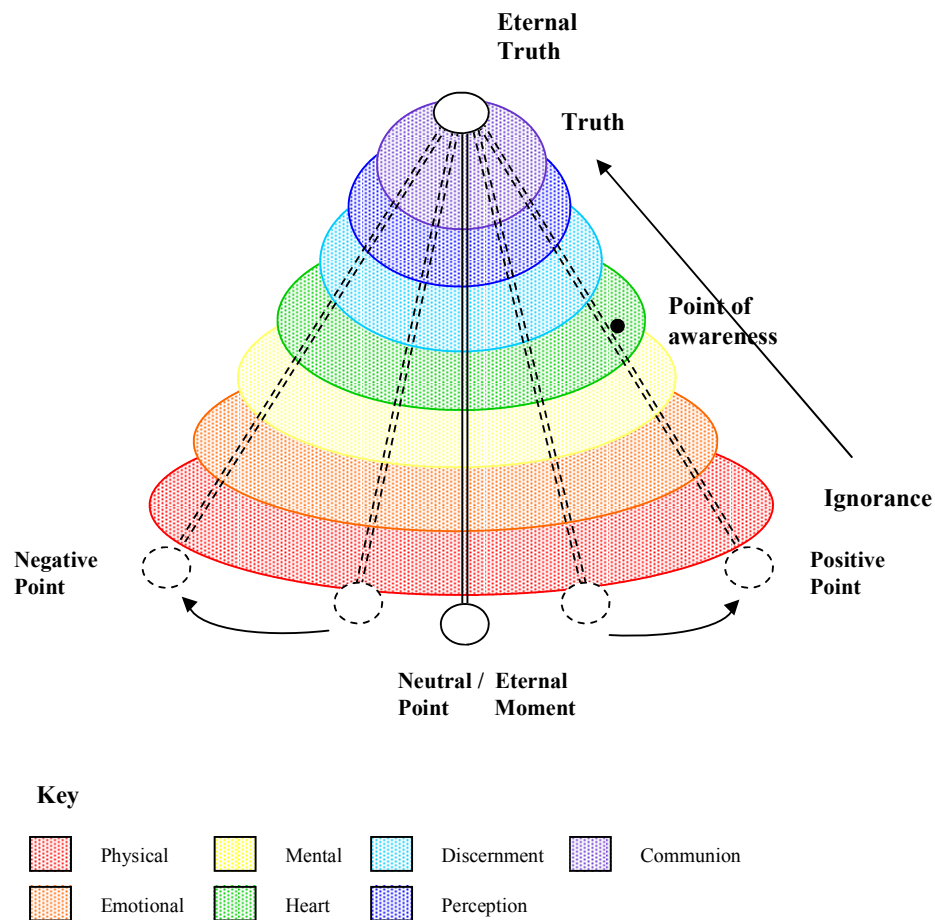 Eternal
Truth
Truth
Point of
awareness
Ignorance
Negative
Point
Positive
Point
Neutral / Eternal
Point Moment
Key
Physical Mental Discernment Communion
Emotional Heart Perception